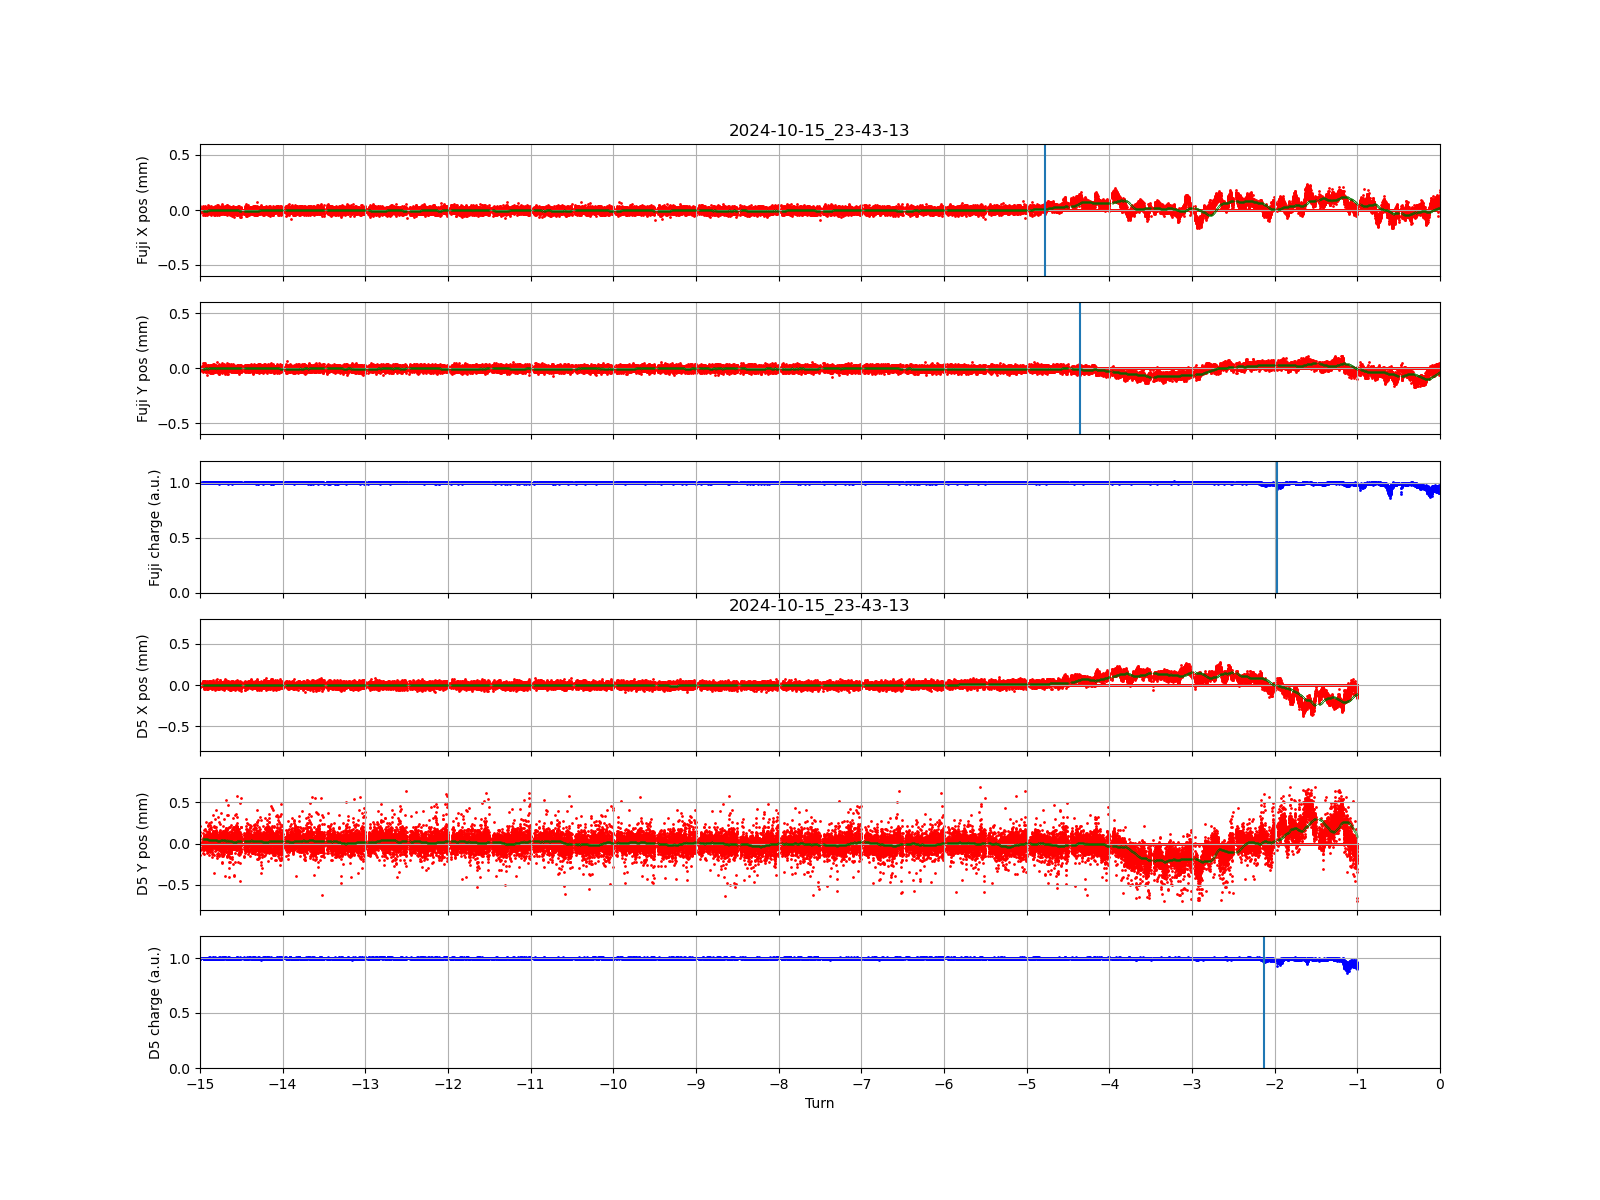 2024-10-15_23-43-13
Fuji X pos (mm)
0.5
0.0
−0.5
Fuji Y pos (mm)
0.5
0.0
−0.5
Fuji charge (a.u.)
1.0
0.5
0.0
2024-10-15_23-43-13
D5 X pos (mm)
0.5
0.0
−0.5
D5 Y pos (mm)
0.5
0.0
−0.5
D5 charge (a.u.)
1.0
0.5
0.0
−15 −14 −13 −12 −11 −10 −9 −8 −7 −6 −5 −4 −3 −2 −1 0
Turn